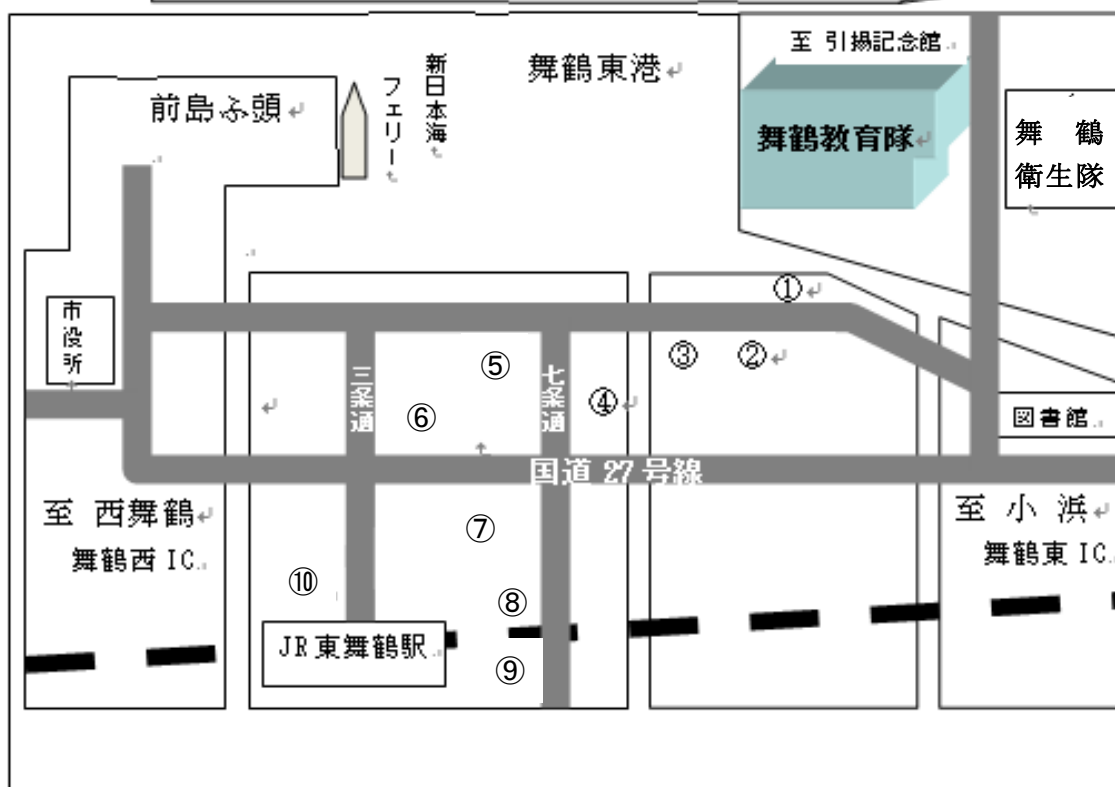 至 引揚記念館
前島ふ頭
新日本海
フェリー
舞鶴東港
舞鶴教育隊
舞 鶴
衛生隊
市役所
①
②
③
④
⑤
⑥
三条通
七条通
図書館
国道 27 号線
至 西舞鶴
舞鶴西 IC
至 小 浜
舞鶴東 IC
⑦
⑧
⑨
⑩
JR 東舞鶴駅